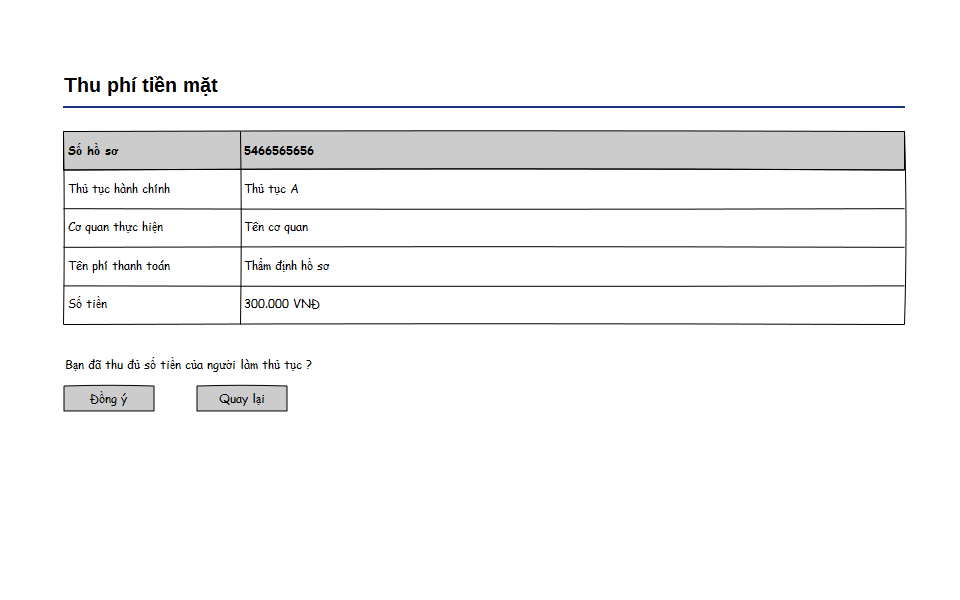 Thu phí tiền mặt
Số hồ sơ 5466565656
Thủ tục hành chính Thủ tục A
Cơ quan thực hiện Tên cơ quan
Tên phí thanh toán Thẩm định hồ sơ
Số tiền 300.000 VNĐ
Bạn đã thu đủ số tiền của người làm thủ tục ?
Đồng ý Quay lại